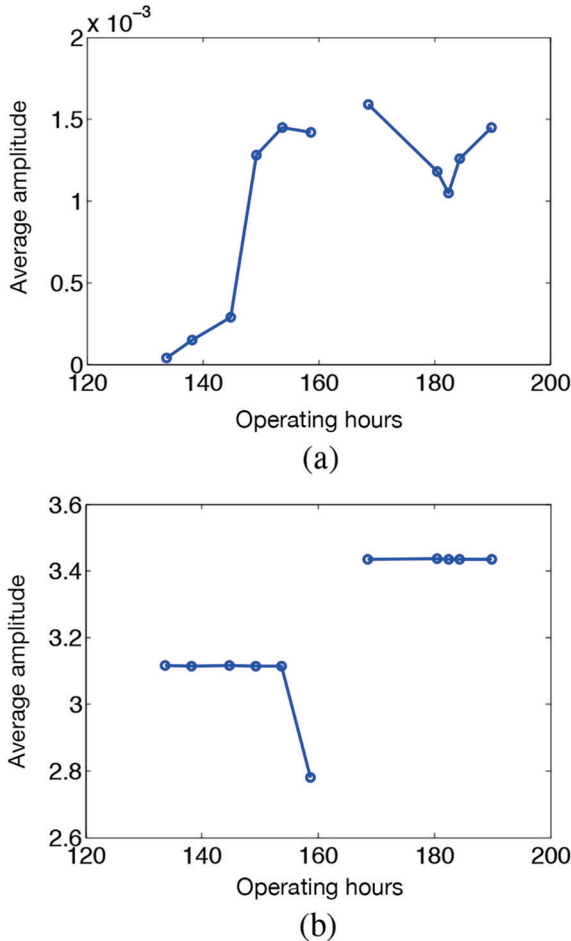 2 × 10⁻³
1.5
1
0.5
0
120 140 160 180 200
Average amplitude
Operating hours
(a)
3.6
3.4
3.2
3
2.8
2.6
120 140 160 180 200
Average amplitude
Operating hours
(b)